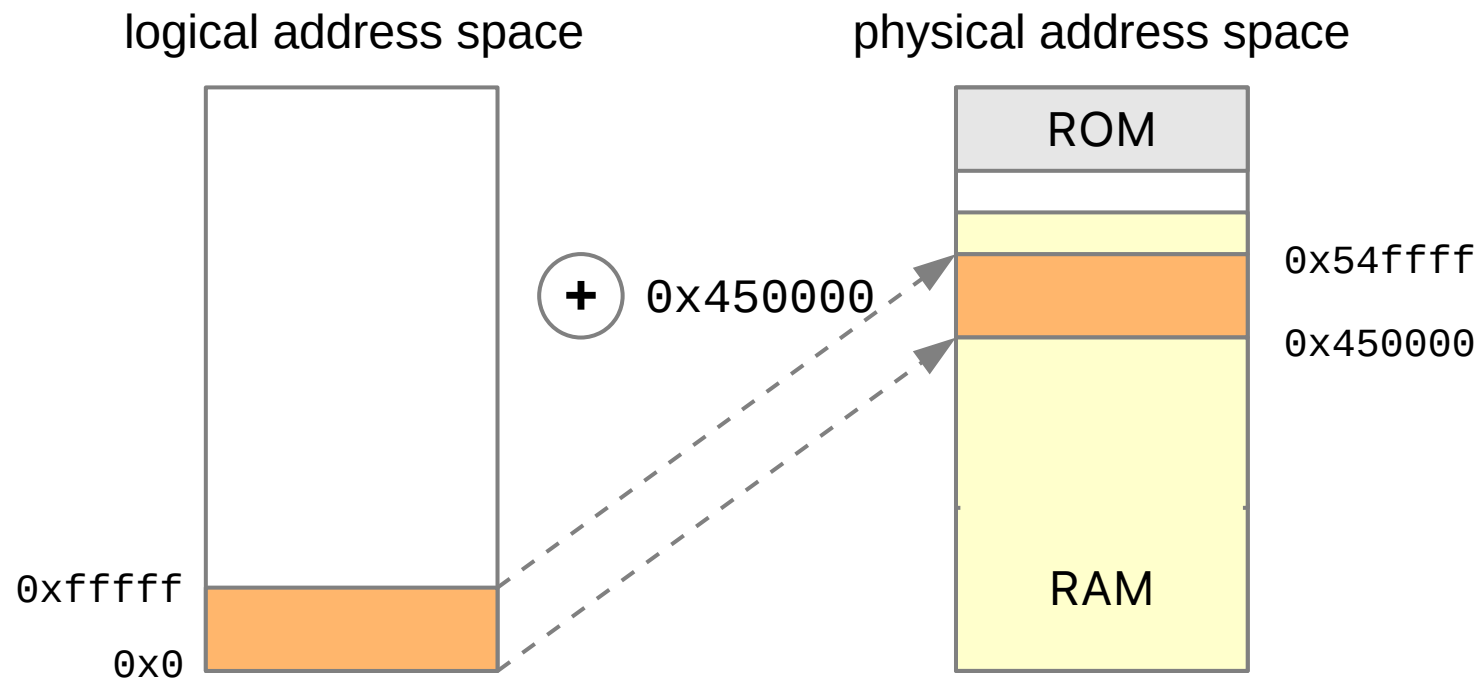 logical address space
physical address space
ROM
0x54ffff
+ 0x450000
0x450000
0xfffff
RAM
0x0